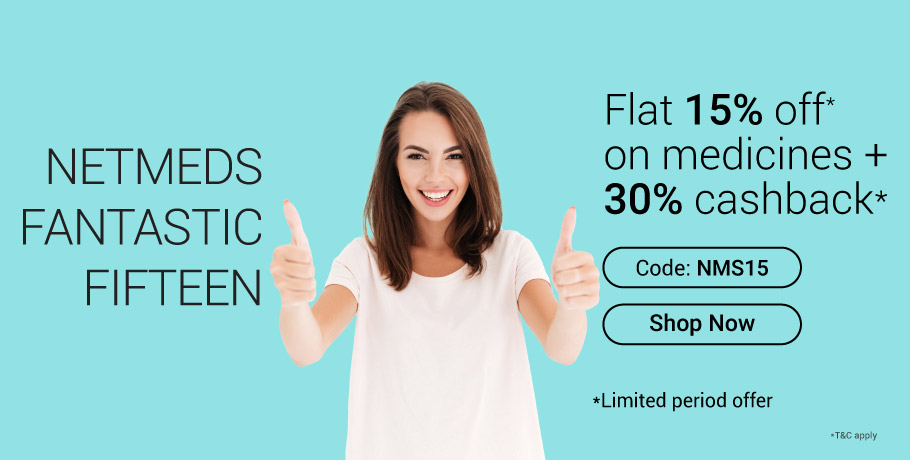 NETMEDS
FANTASTIC
FIFTEEN
Flat 15% off*
on medicines +
30% cashback*
Code: NMS15
Shop Now
*Limited period offer
*T&C apply